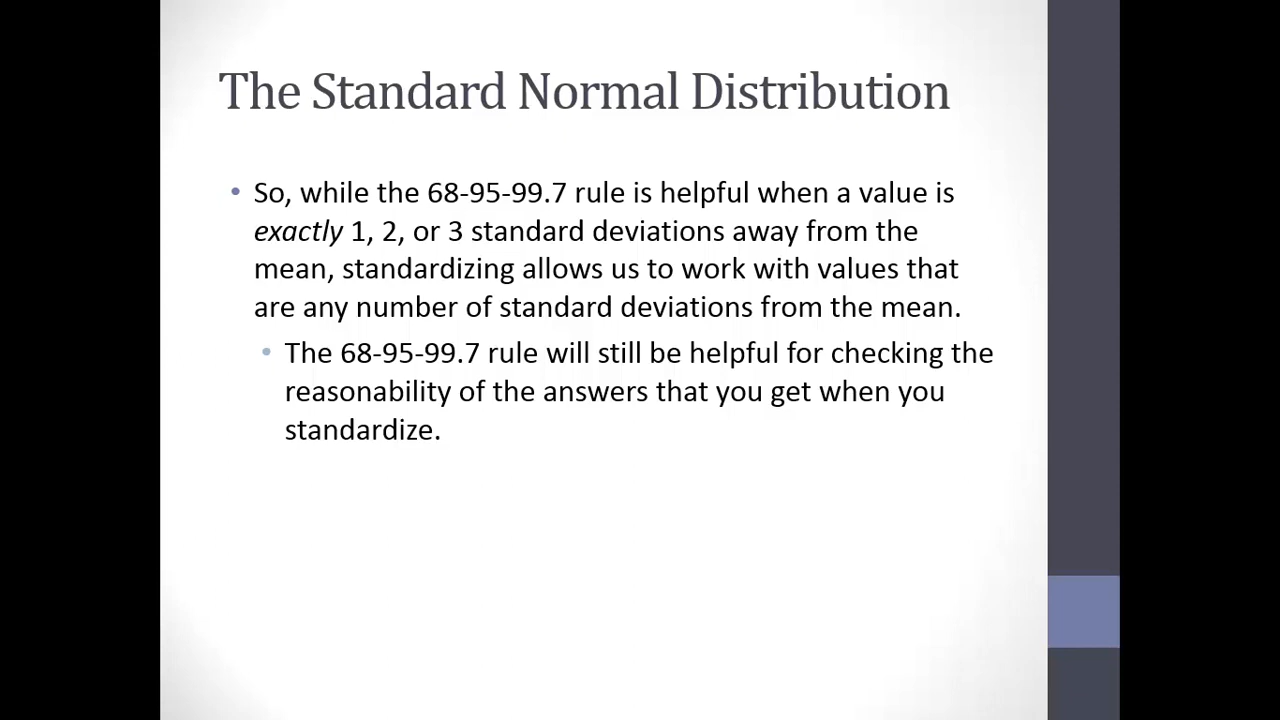 The Standard Normal Distribution
• So, while the 68-95-99.7 rule is helpful when a value is
exactly 1, 2, or 3 standard deviations away from the
mean, standardizing allows us to work with values that
are any number of standard deviations from the mean.
• The 68-95-99.7 rule will still be helpful for checking the
reasonability of the answers that you get when you
standardize.